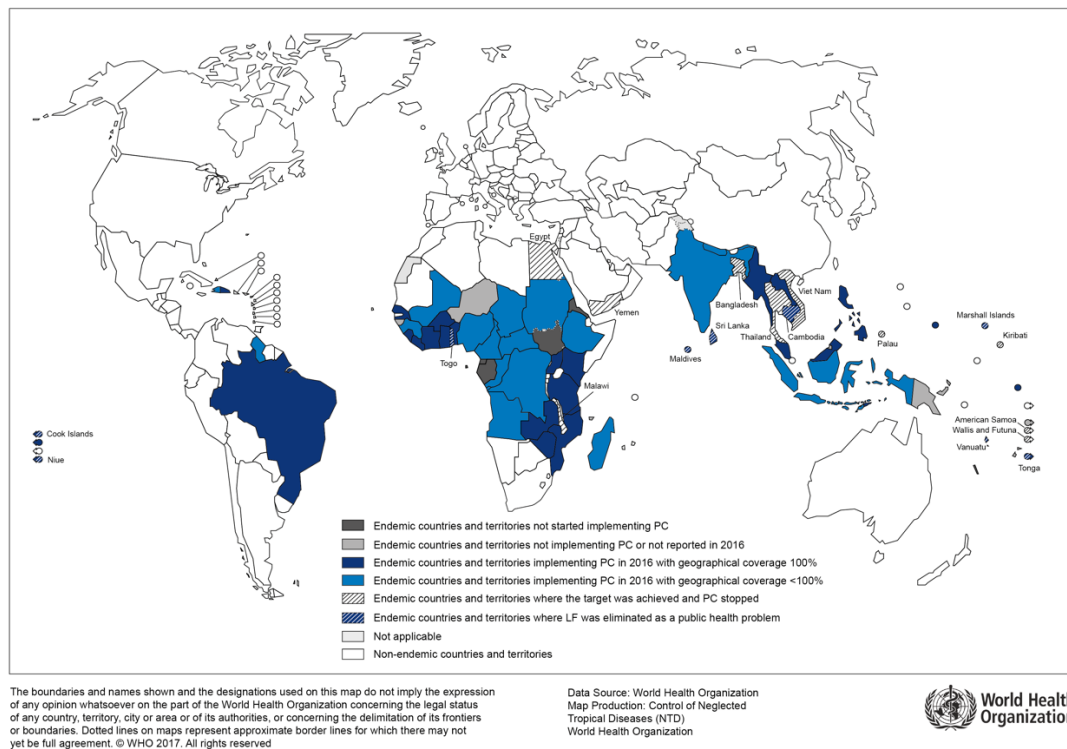 Egypt
Yemen
Togo
Malawi
Bangladesh
Viet Nam
Sri Lanka
Thailand
Cambodia
Maldives
Marshall Islands
Kiribati
Palau
American Samoa
Wallis and Futuna
Vanuatu*
Tonga
Cook Islands
Niue
Endemic countries and territories not started implementing PC
Endemic countries and territories not implementing PC or not reported in 2016
Endemic countries and territories implementing PC in 2016 with geographical coverage 100%
Endemic countries and territories implementing PC in 2016 with geographical coverage <100%
Endemic countries and territories where the target was achieved and PC stopped
Endemic countries and territories where LF was eliminated as a public health problem
Not applicable
Non-endemic countries and territories
The boundaries and names shown and the designations used on this map do not imply the expression
of any opinion whatsoever on the part of the World Health Organization concerning the legal status
of any country, territory, city or area or of its authorities, or concerning the delimitation of its frontiers
or boundaries. Dotted lines on maps represent approximate border lines for which there may not
yet be full agreement. © WHO 2017. All rights reserved
Data Source: World Health Organization
Map Production: Control of Neglected
Tropical Diseases (NTD)
World Health Organization
World Health
Organization